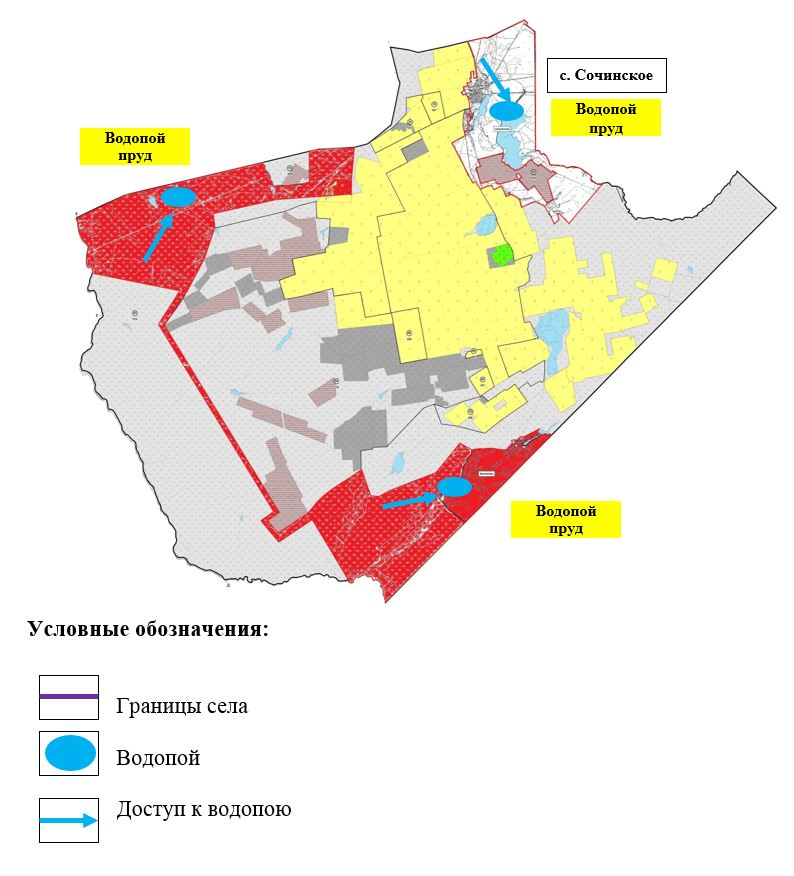 с. Сочинское
Водопой
пруд
Водопой
пруд
Водопой
пруд
Условные обозначения:
Границы села
Водопой
Доступ к водопою